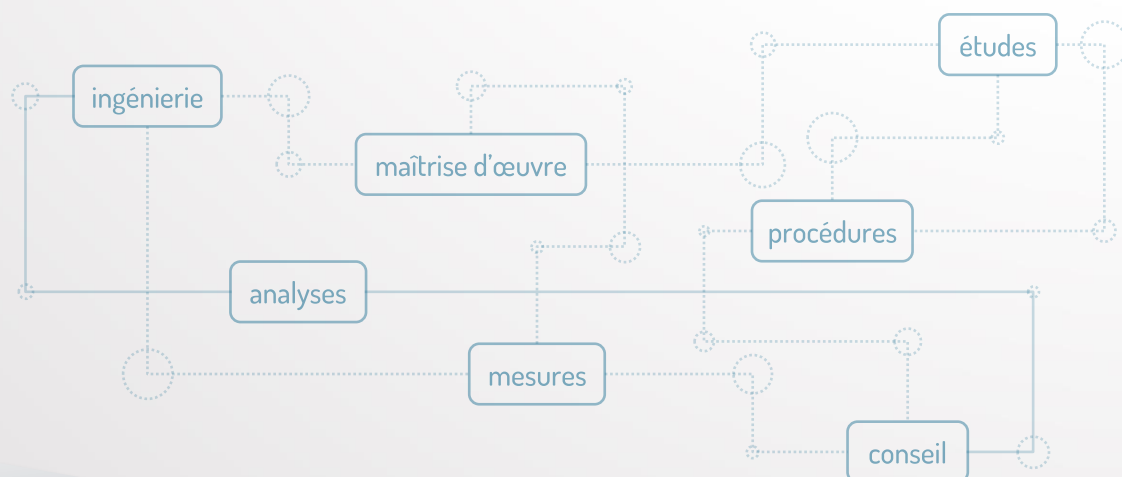 études
ingénierie
maîtrise d'œuvre
procédures
analyses
mesures
conseil